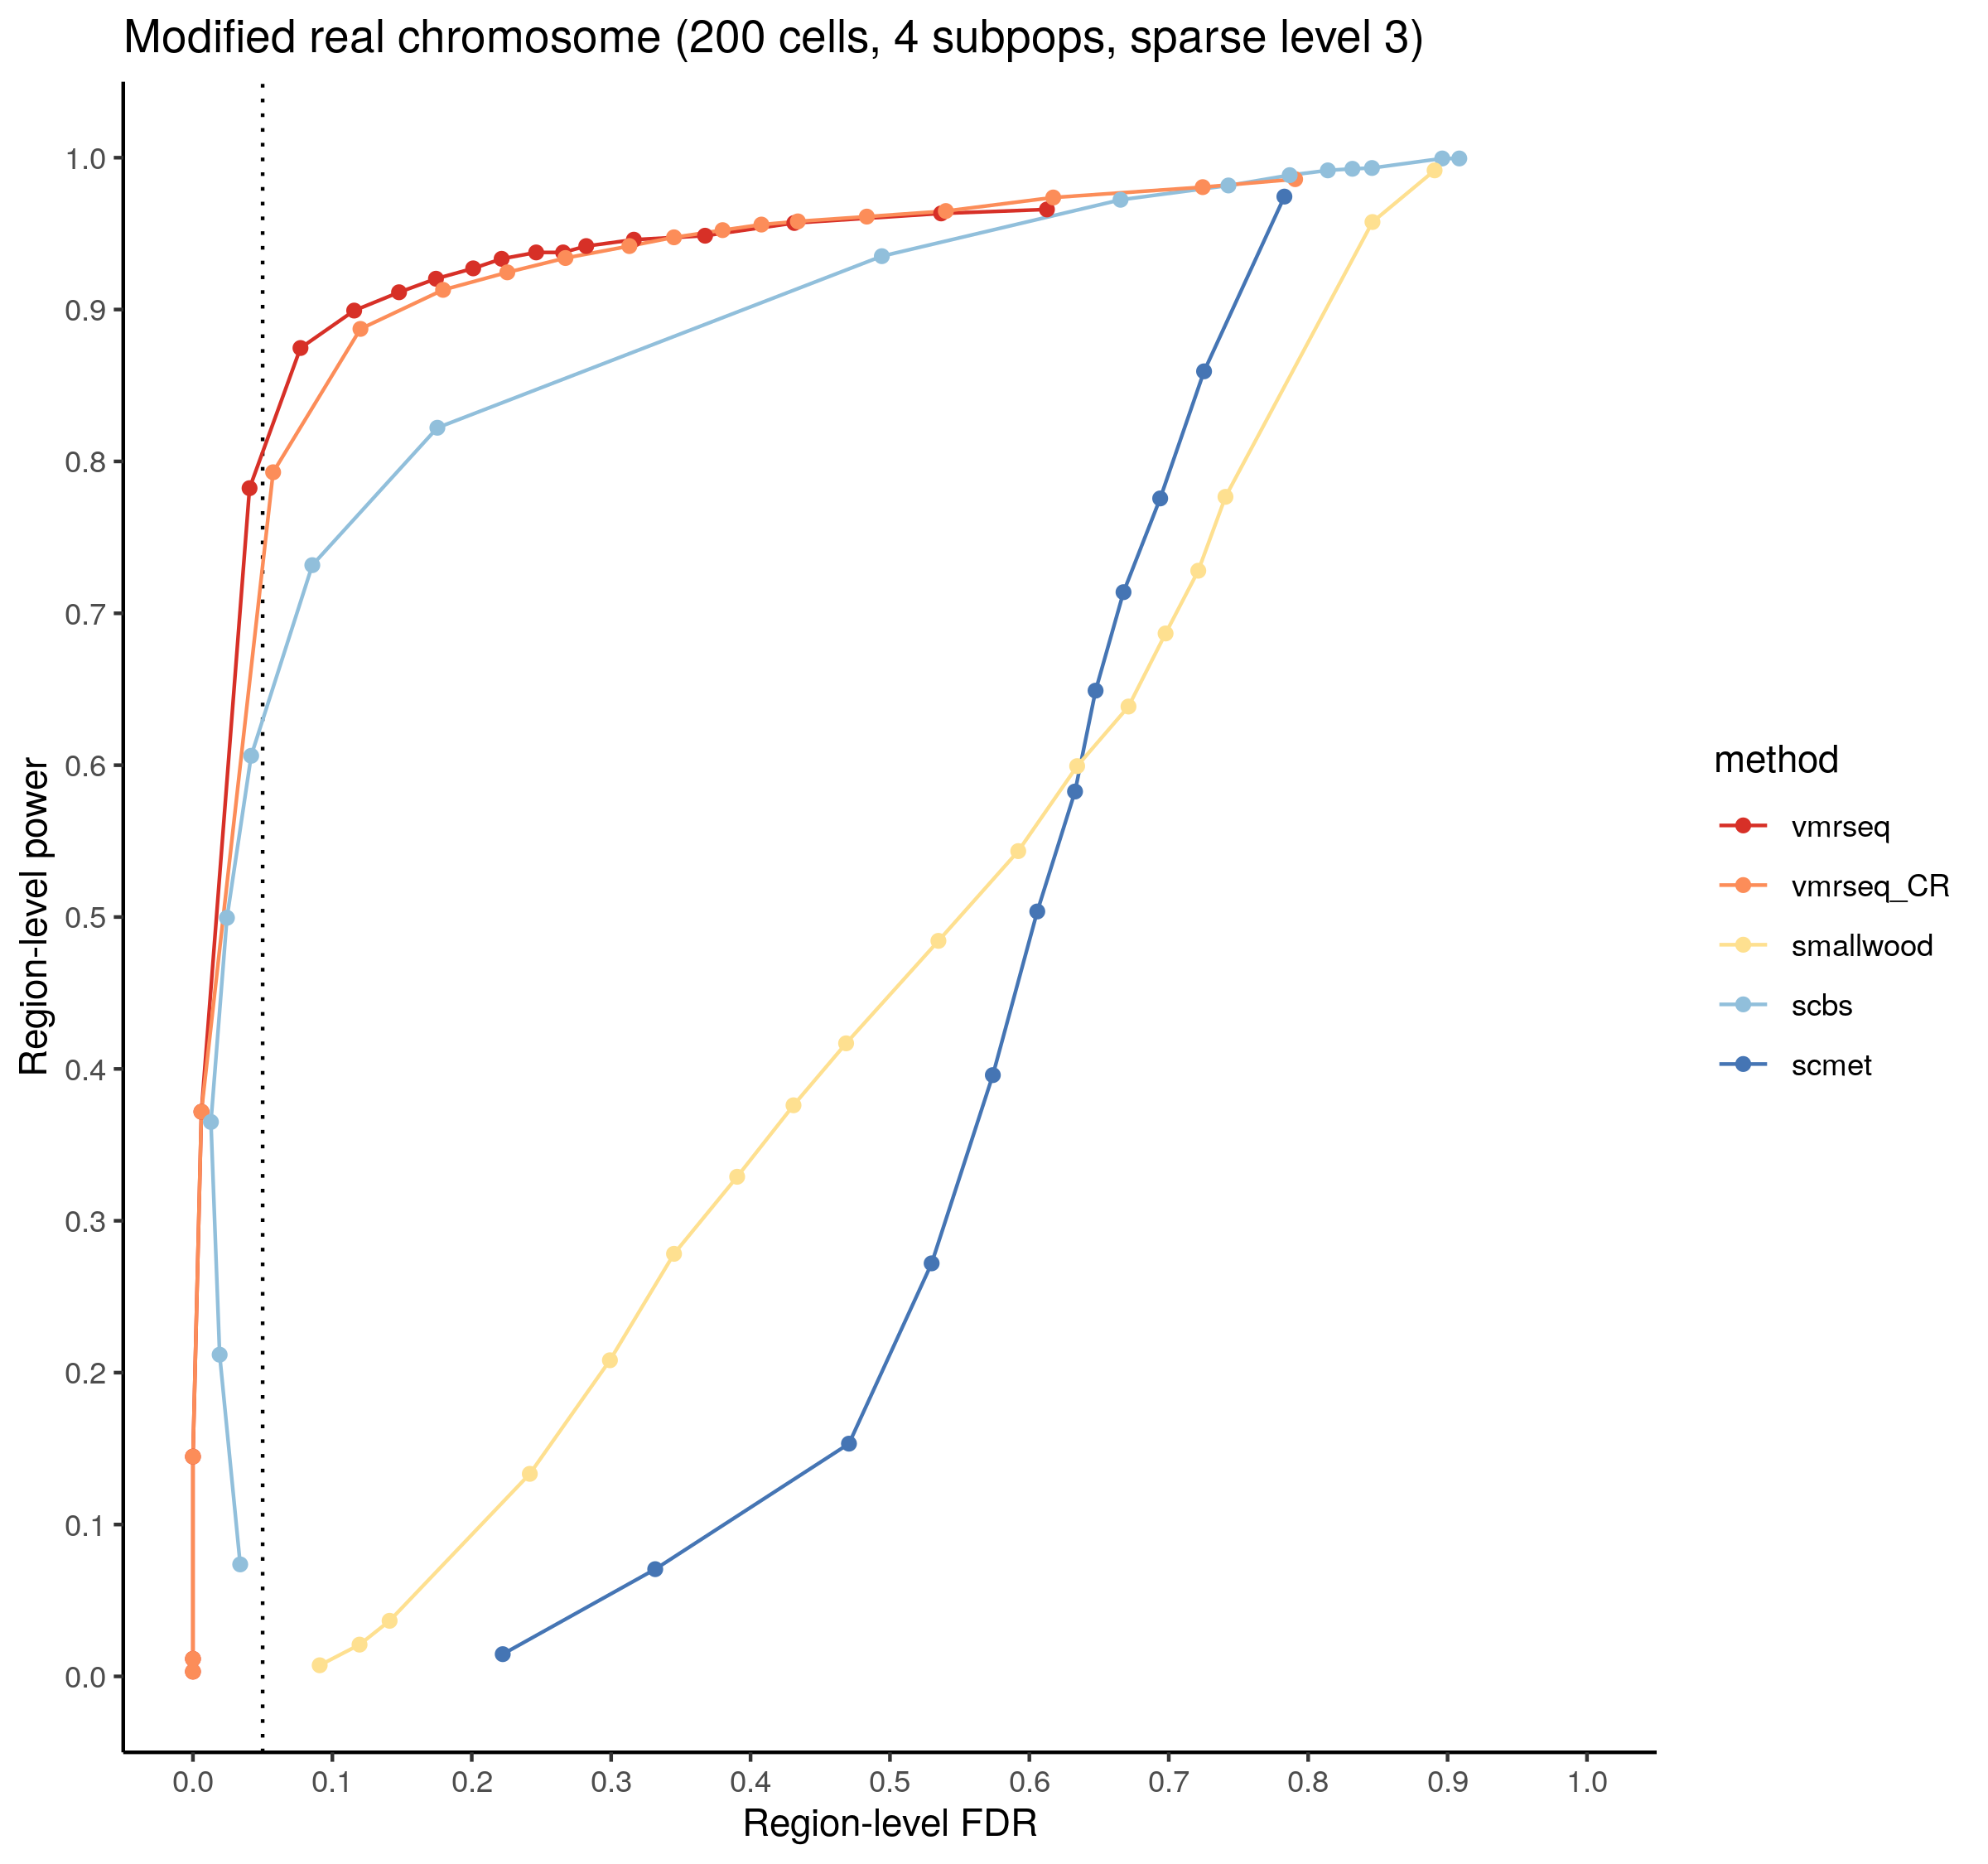 Modified real chromosome (200 cells, 4 subpops, sparse level 3)
1.0
0.9
0.8
0.7
0.6
0.5
0.4
0.3
0.2
0.1
0.0
Region-level power
0.0 0.1 0.2 0.3 0.4 0.5 0.6 0.7 0.8 0.9 1.0
Region-level FDR
method
vmrseq
vmrseq_CR
smallwood
scbs
scmet